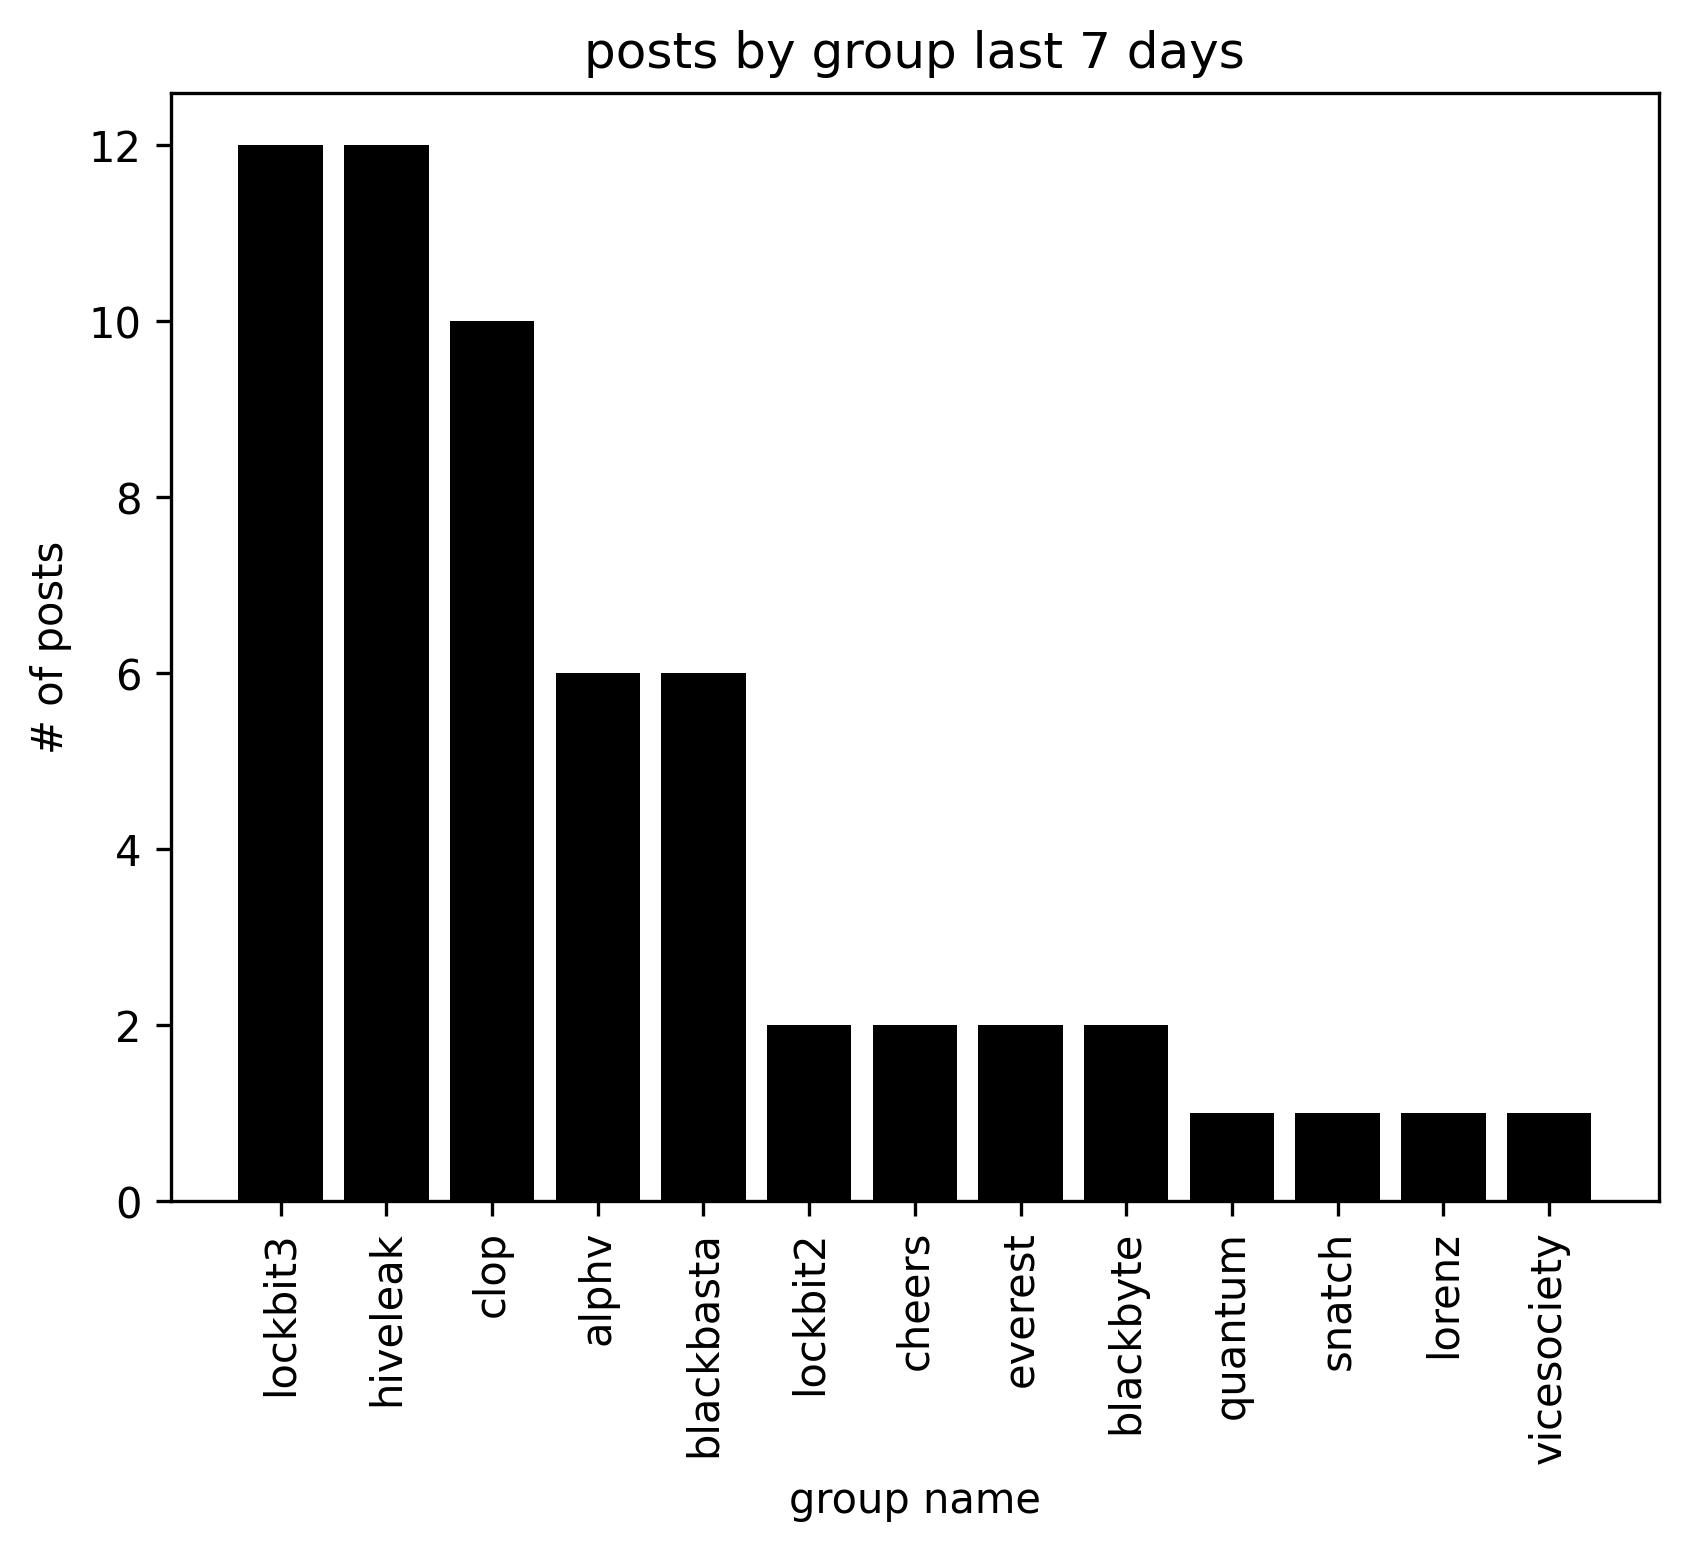 posts by group last 7 days
12
10
8
6
4
2
0
# of posts
lockbit3
hiveleak
clop
alphv
blackbasta
lockbit2
cheers
everest
blackbyte
quantum
snatch
lorenz
vicesociety
group name